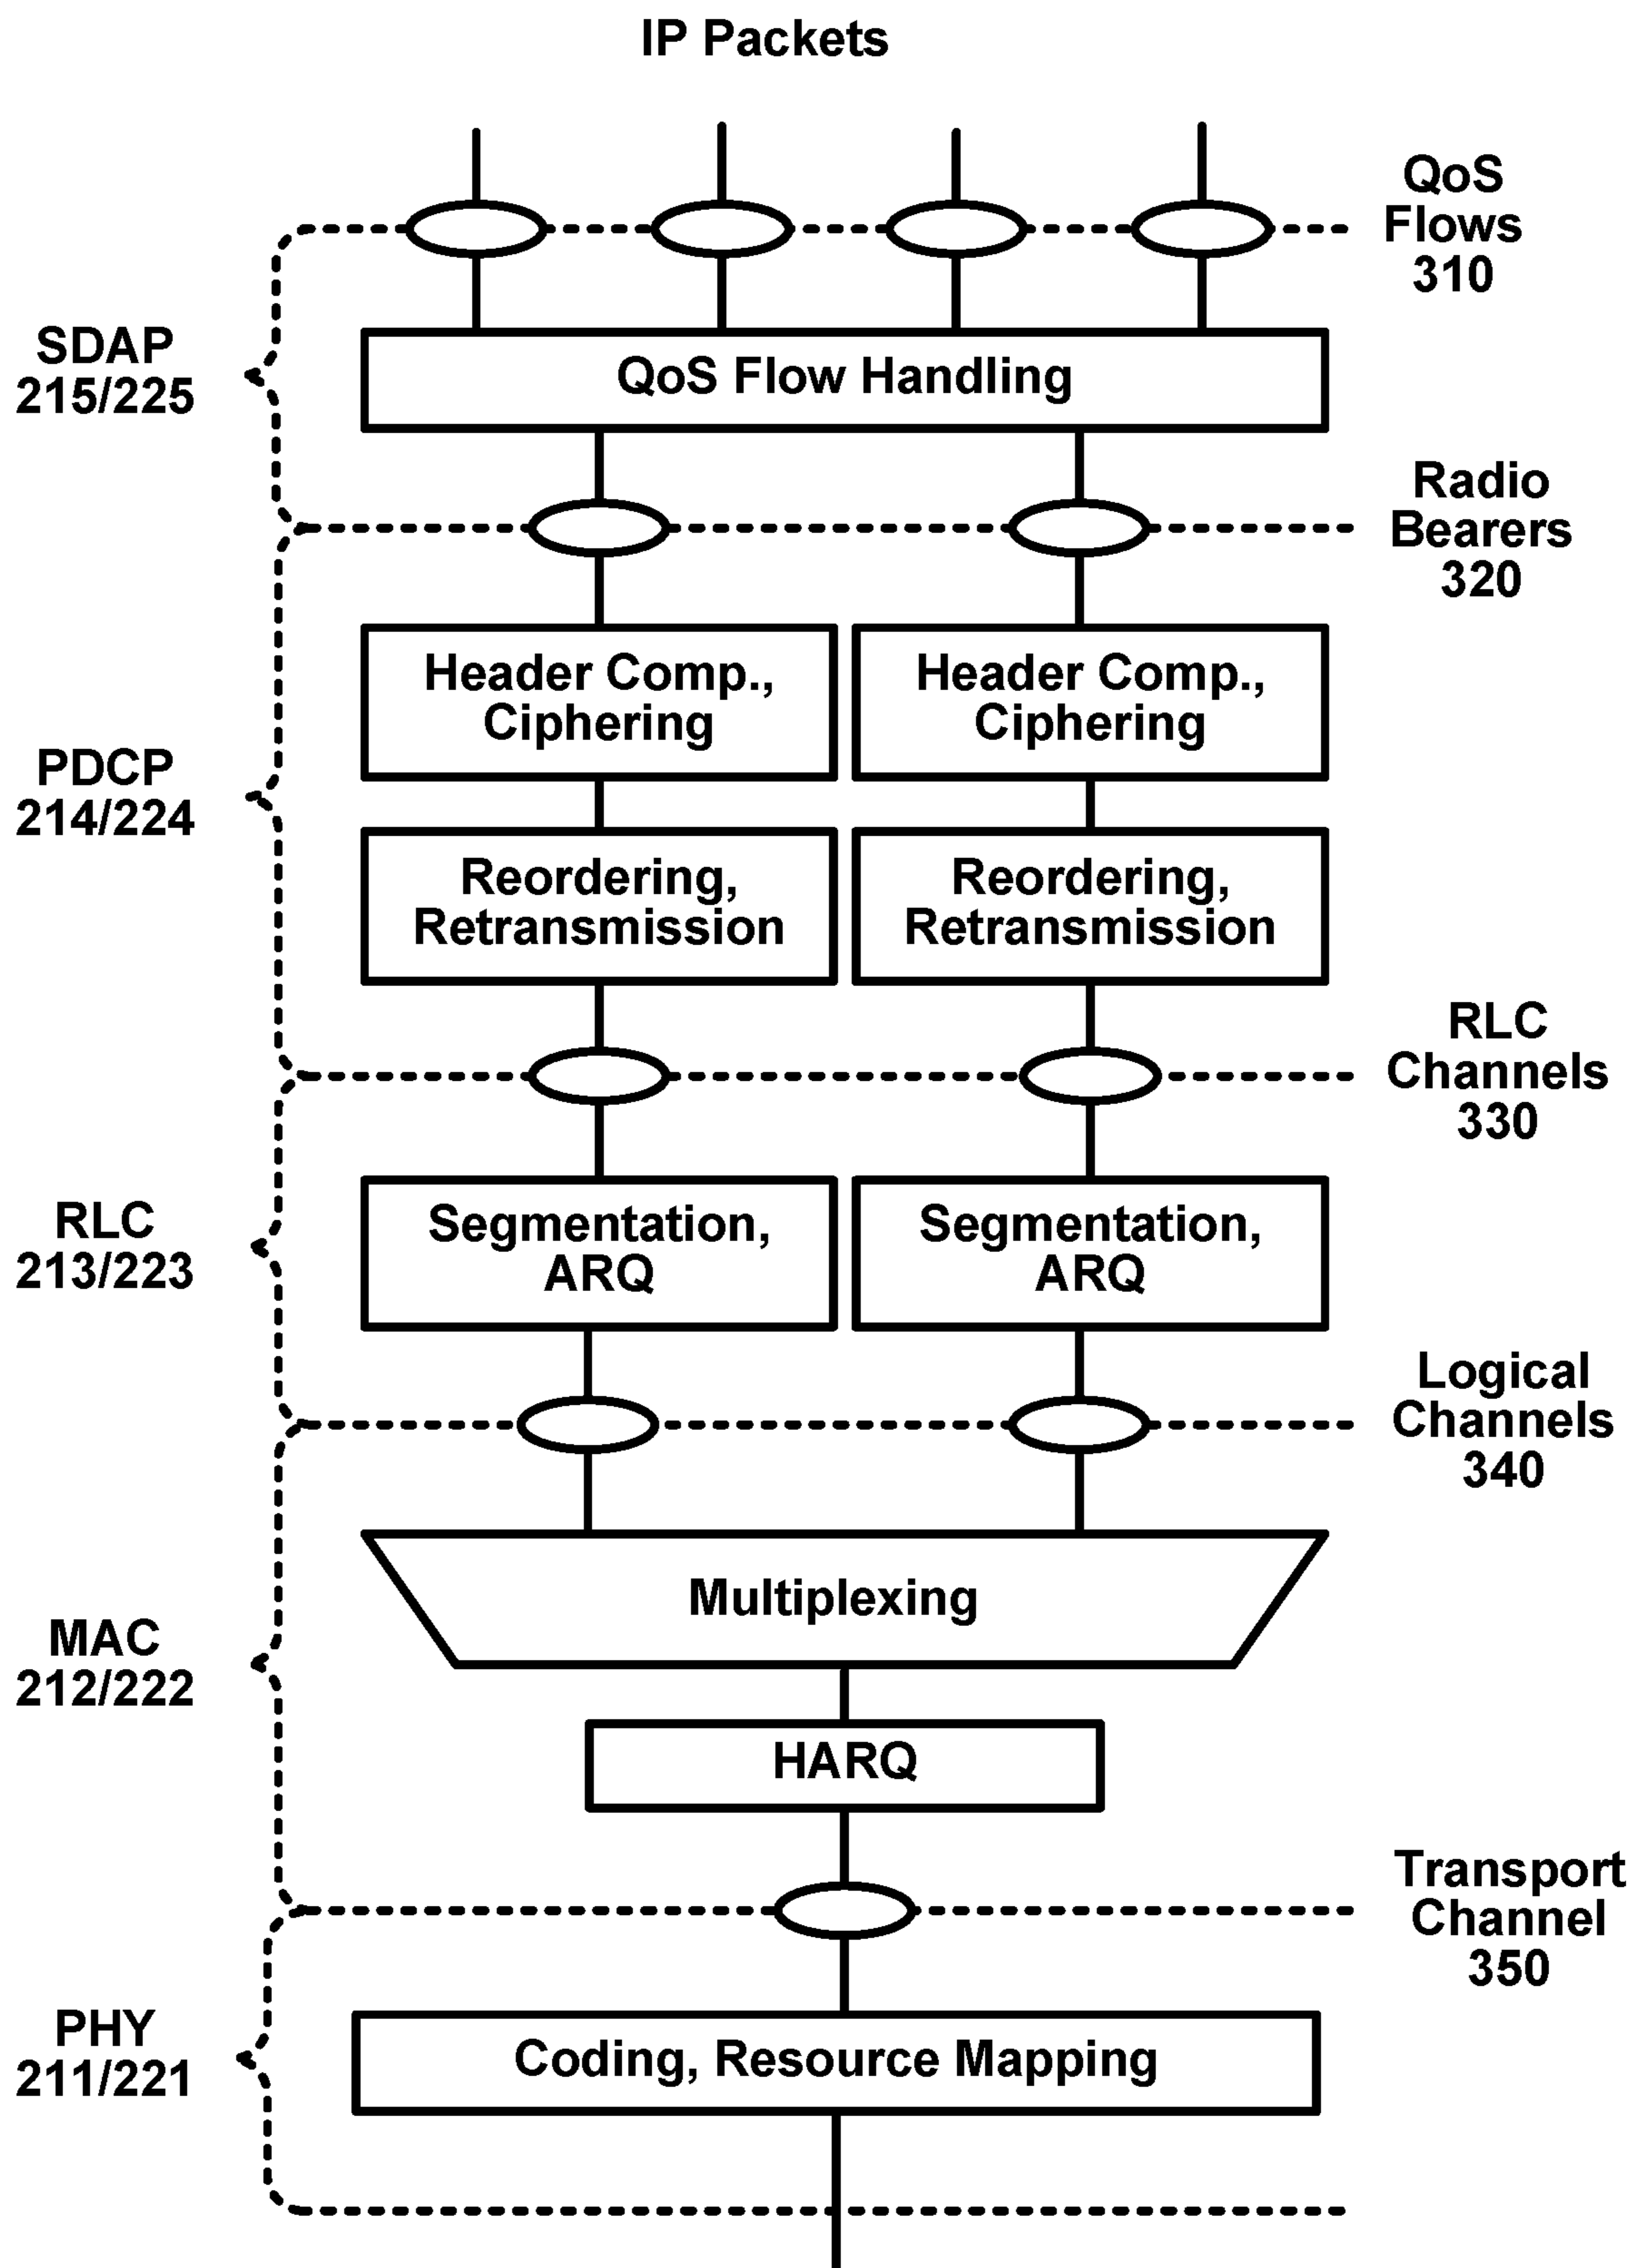 IP Packets
QoS
Flows
310
SDAP
215/225
QoS Flow Handling
Radio
Bearers
320
Header Comp.,
Ciphering
Header Comp.,
Ciphering
PDCP
214/224
Reordering,
Retransmission
Reordering,
Retransmission
RLC
Channels
330
RLC
213/223
Segmentation,
ARQ
Segmentation,
ARQ
Logical
Channels
340
Multiplexing
MAC
212/222
HARQ
Transport
Channel
350
PHY
211/221
Coding, Resource Mapping